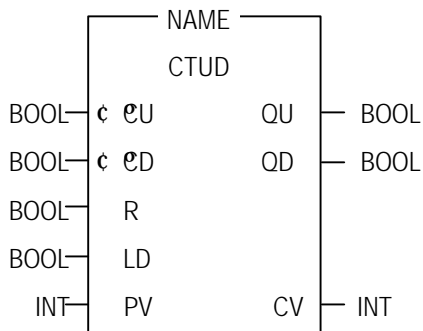 NAME
CTUD
BOOL ¢ CU QU BOOL
BOOL ¢ CD QD BOOL
BOOL R
BOOL LD
INT PV CV INT